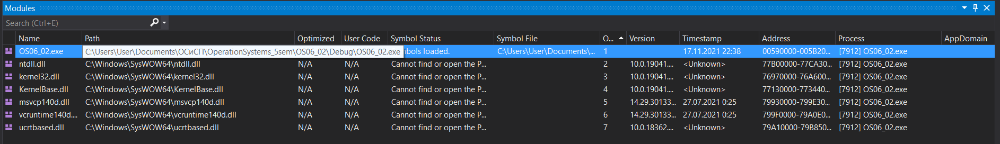 Modules
Search (Ctrl+E)
Name Path Optimized User Code Symbol Status Symbol File O... Version Timestamp Address Process AppDomain
OS06_02.exe C:\Users\User\Documents\ОСиСП\OperationSystems_5sem\OS06_02\Debug\OS06_02.exe mbols loaded. C:\Users\User\Documents\... 1 17.11.2021 22:38 00590000-005B20... [7912] OS06_02.exe
ntdll.dll C:\Windows\SysWOW64\ntdll.dll N/A N/A Cannot find or open the P... 2 10.0.19041.... <Unknown> 77B00000-77CA30... [7912] OS06_02.exe
kernel32.dll C:\Windows\SysWOW64\kernel32.dll N/A N/A Cannot find or open the P... 3 10.0.19041.... <Unknown> 76970000-76A600... [7912] OS06_02.exe
KernelBase.dll C:\Windows\SysWOW64\KernelBase.dll N/A N/A Cannot find or open the P... 4 10.0.19041.... <Unknown> 77130000-773440... [7912] OS06_02.exe
msvcp140d.dll C:\Windows\SysWOW64\msvcp140d.dll N/A N/A Cannot find or open the P... 5 14.29.30133... 27.07.2021 0:25 79930000-799E30... [7912] OS06_02.exe
vcruntime140d.... C:\Windows\SysWOW64\vcruntime140d.dll N/A N/A Cannot find or open the P... 6 14.29.30133... 27.07.2021 0:25 799F0000-79A0E0... [7912] OS06_02.exe
ucrtbased.dll C:\Windows\SysWOW64\ucrtbased.dll N/A N/A Cannot find or open the P... 7 10.0.18362.... <Unknown> 79A10000-79B850... [7912] OS06_02.exe